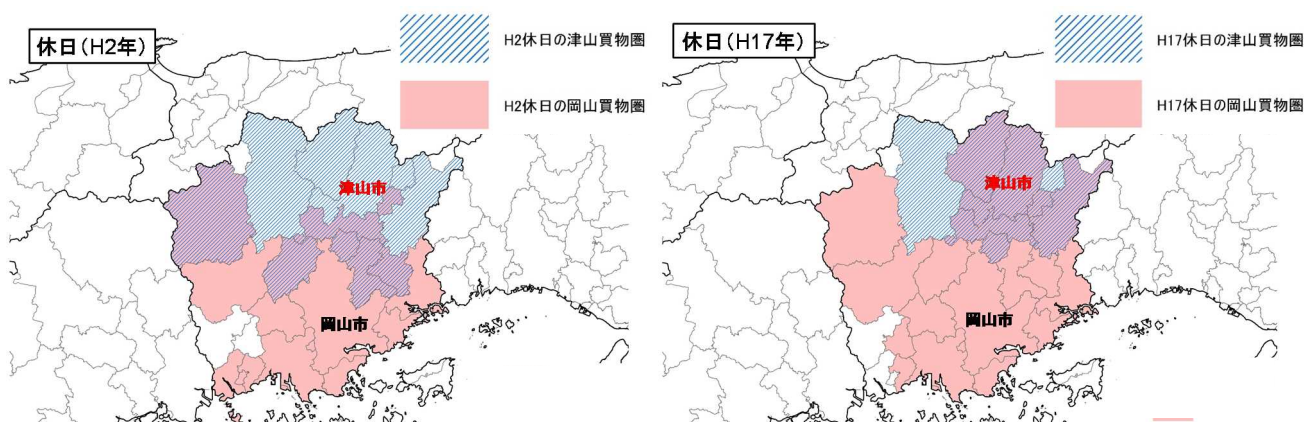 休日(H2年)
H2休日の津山買物圏
H2休日の岡山買物圏
津山市
岡山市
休日(H17年)
H17休日の津山買物圏
H17休日の岡山買物圏
津山市
岡山市